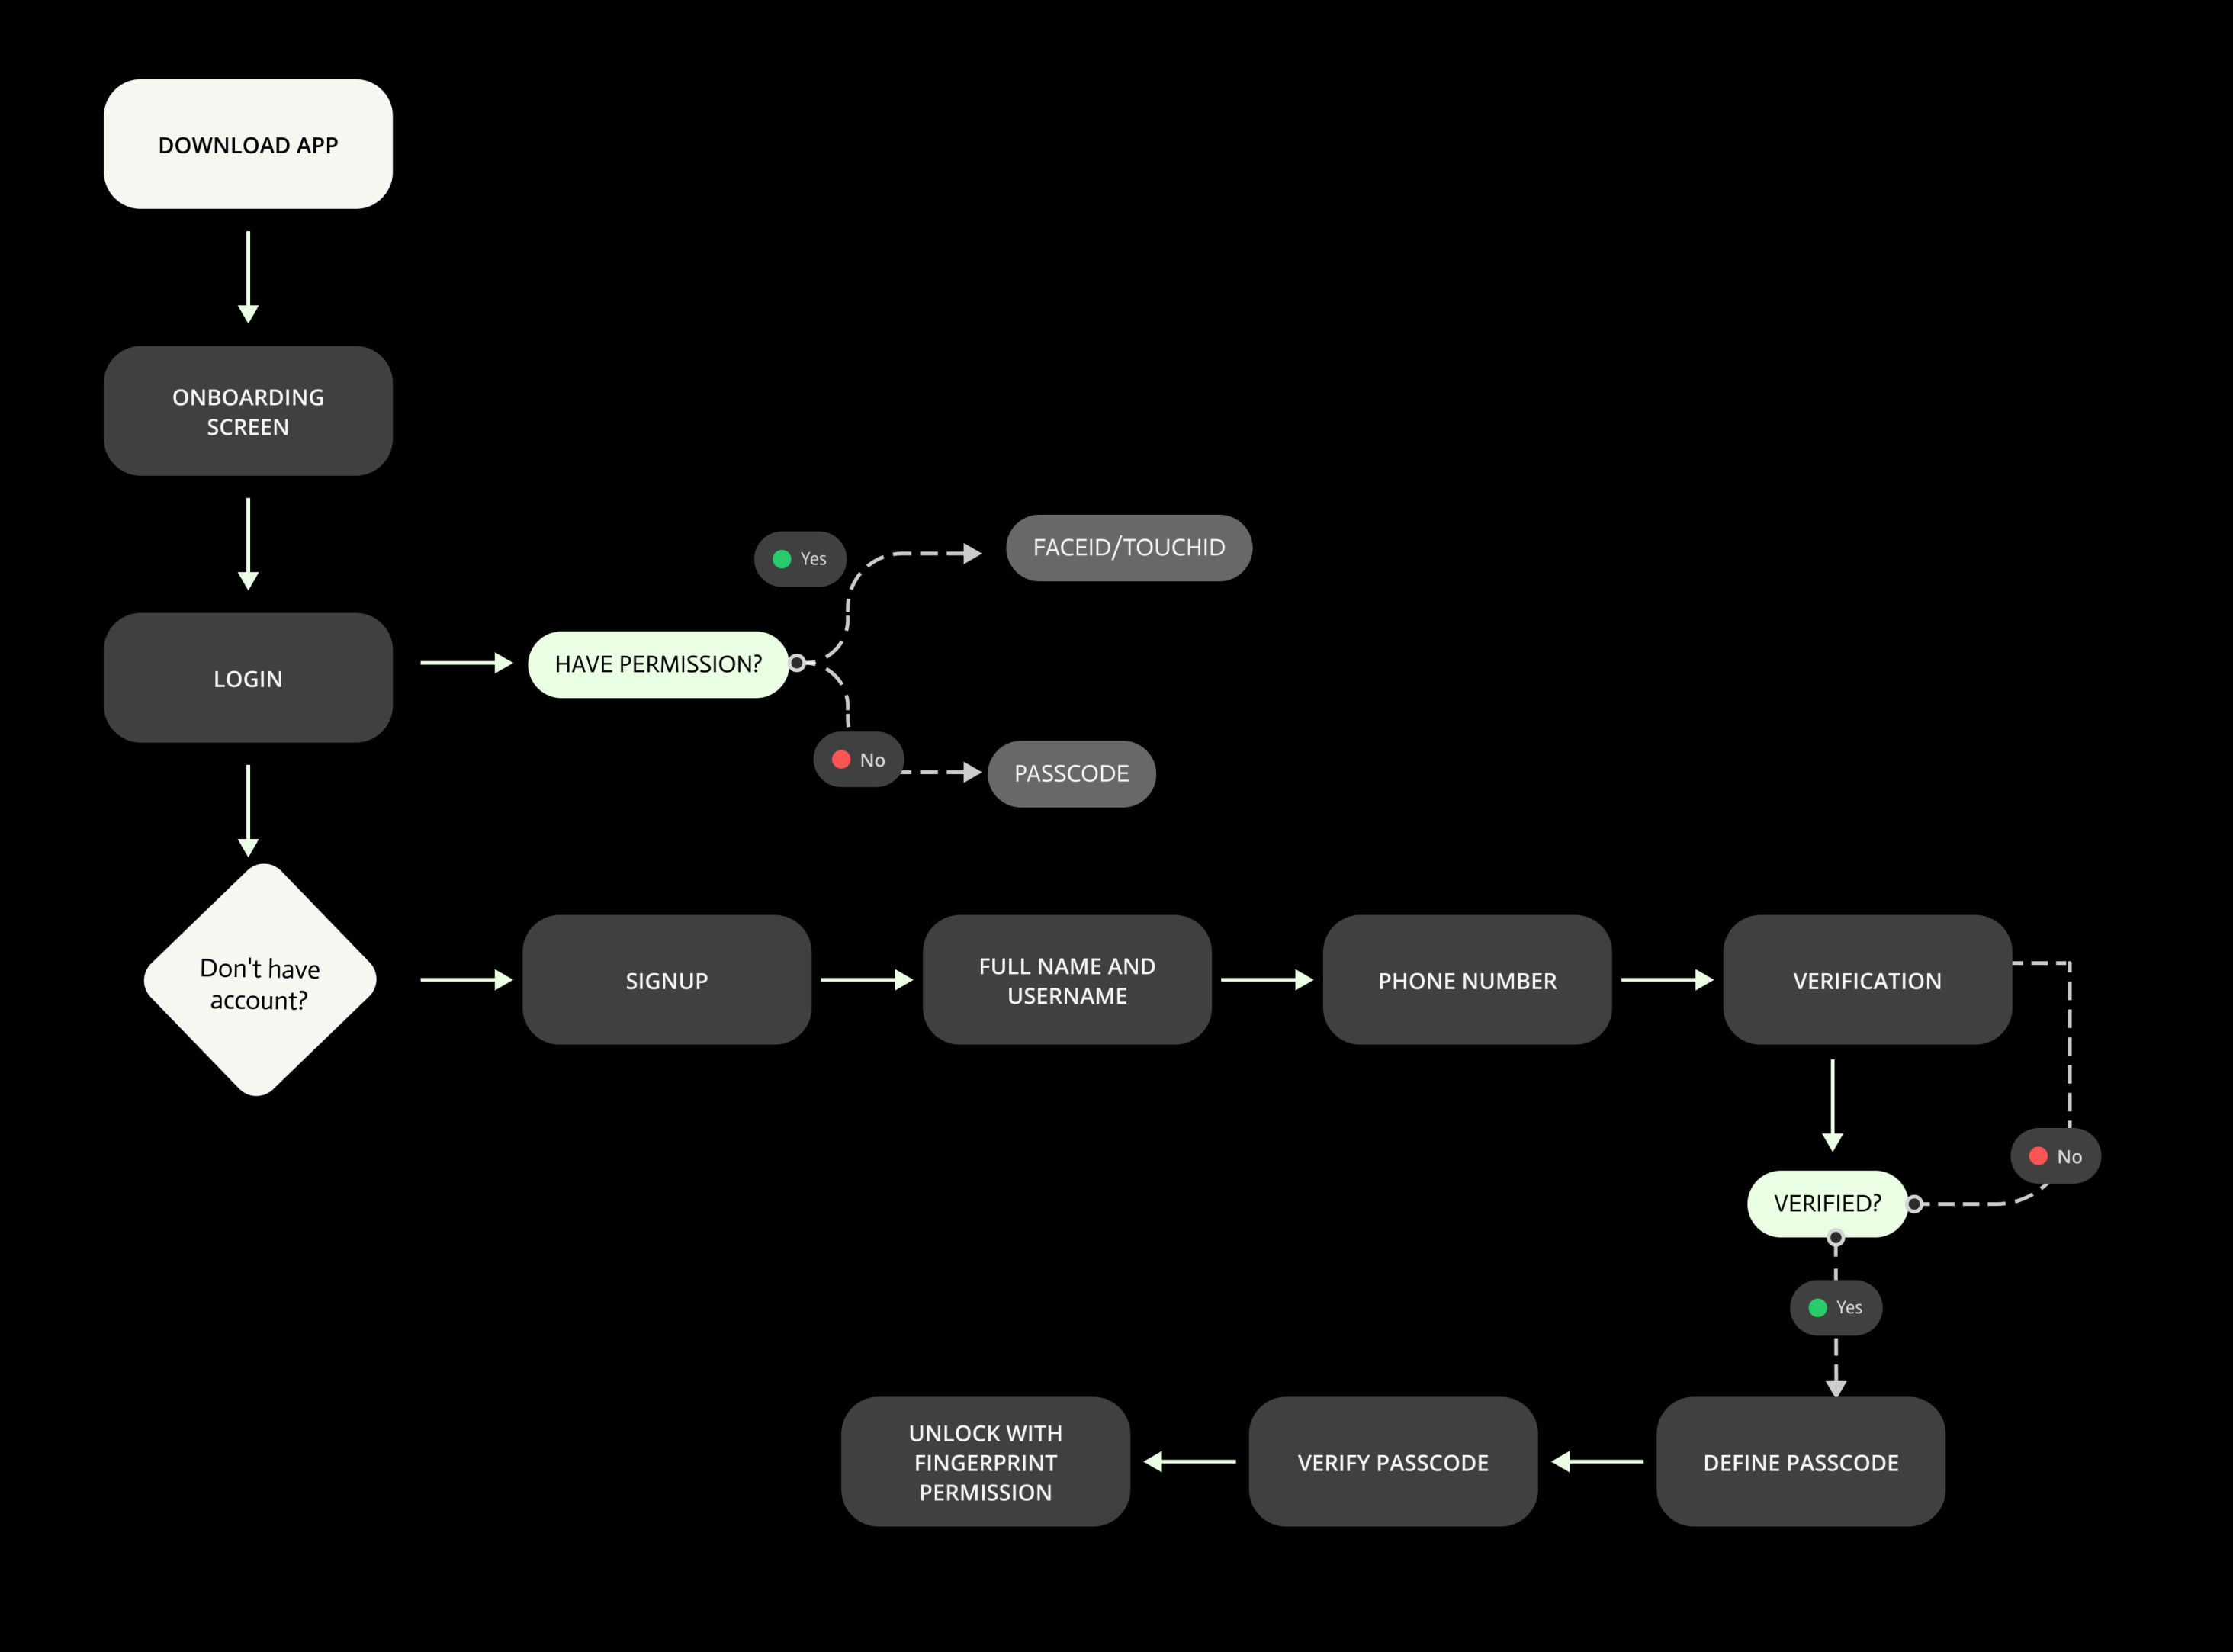 DOWNLOAD APP
ONBOARDING
SCREEN
LOGIN
HAVE PERMISSION?
Yes
FACEID/TOUCHID
No
PASSCODE
Don't have
account?
SIGNUP
FULL NAME AND
USERNAME
PHONE NUMBER
VERIFICATION
VERIFIED?
No
Yes
DEFINE PASSCODE
VERIFY PASSCODE
UNLOCK WITH
FINGERPRINT
PERMISSION